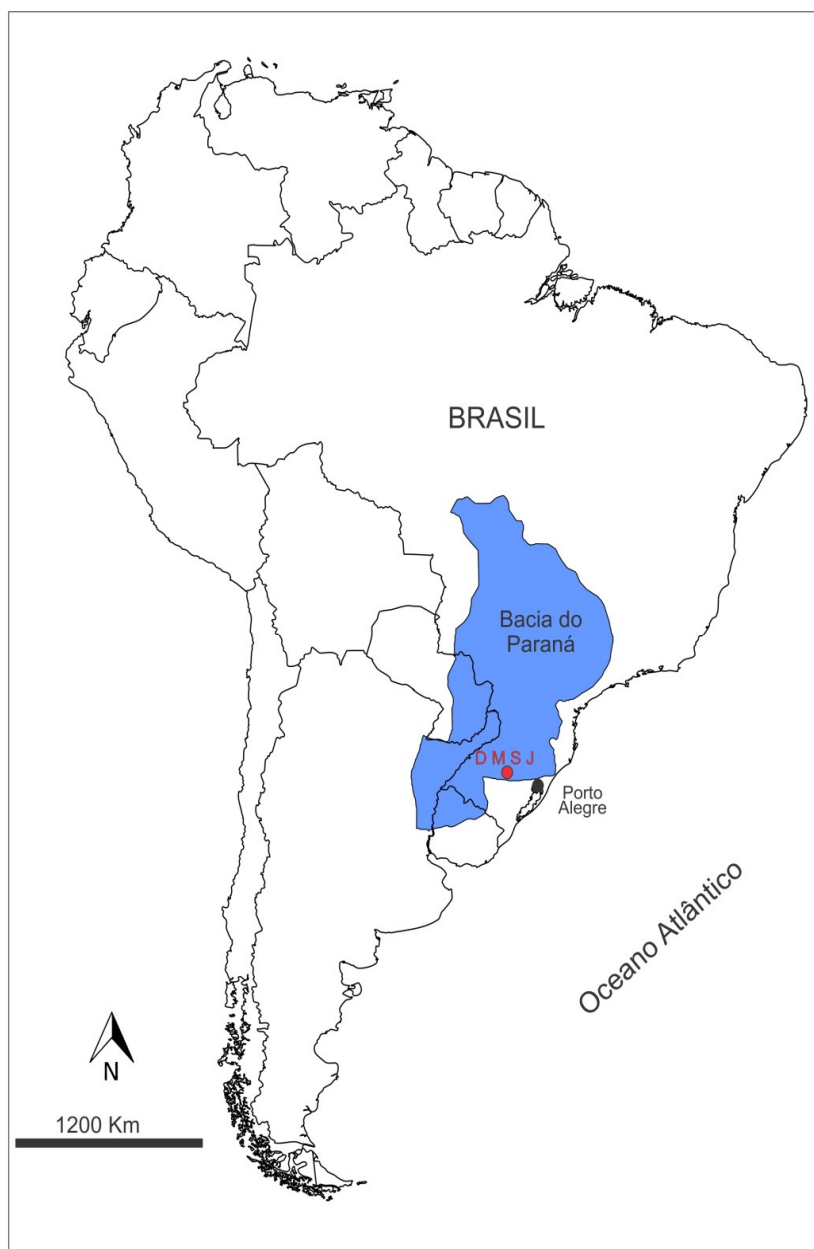 BRASIL
Bacia do
Paraná
D M S J
Porto
Alegre
Oceano Atlântico
N
1200 Km